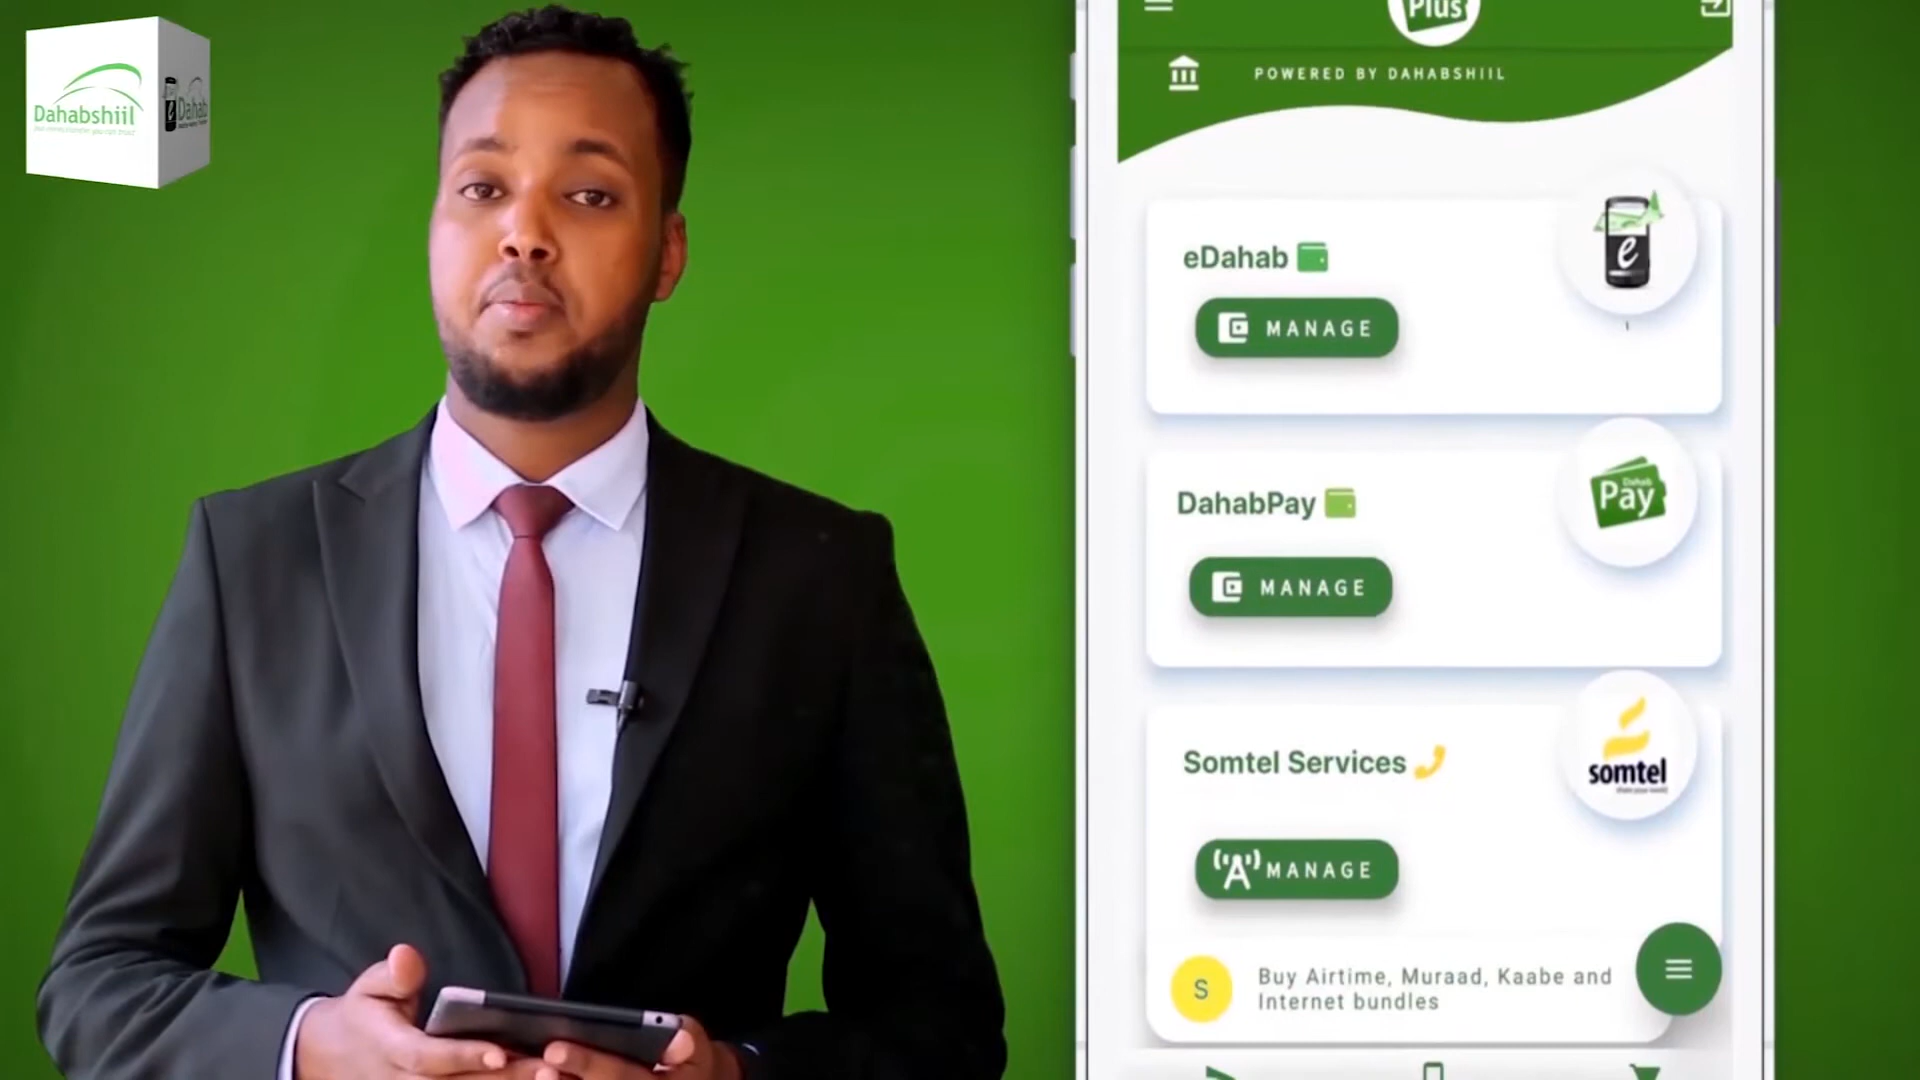 Dahabshiil
eDahab
Plus
POWERED BY DAHABSHIIL
eDahab
e
MANAGE
DahabPay
Dahab
Pay
MANAGE
Somtel Services
somtel
MANAGE
S
Buy Airtime, Muraad, Kaabe and
Internet bundles